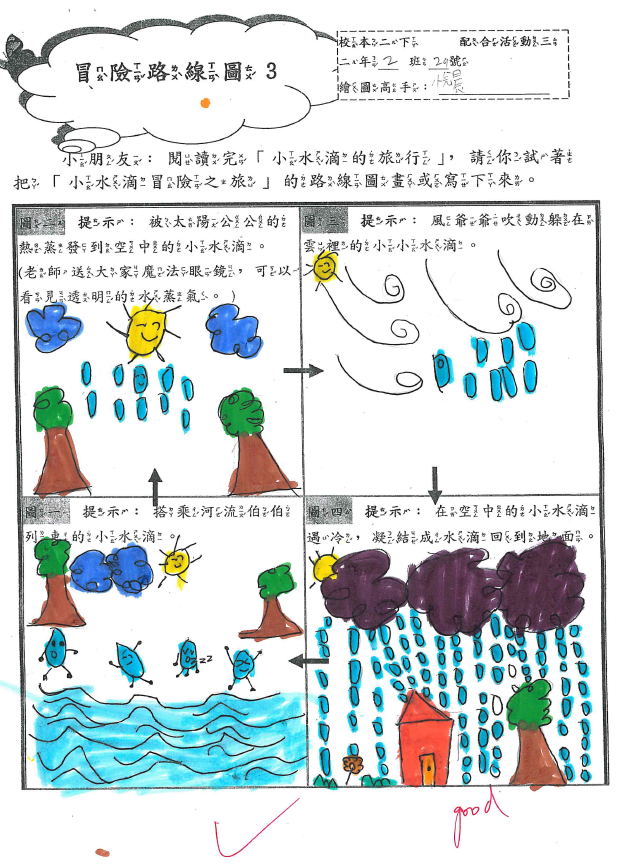 冒險路線圖 3
校本二下 配合活動三
二年 2 班 29 號
繪圖高手：
小朋友：閱讀完「小水滴的旅行」，請你試著
把「小水滴冒險之旅」的路線圖畫或寫下來。
圖二 提示：被太陽公公的
熱蒸發到空中的小水滴。
(老師送大家魔法眼鏡，可以
看見透明的水蒸氣。)
圖三 提示：風爺爺吹動躲在
雲裡的小小水滴。
圖一 提示：搭乘河流伯伯
列車的小水滴。
圖四 提示：在空中的小水滴
遇冷，凝結成水滴回到地面。
zzz
good